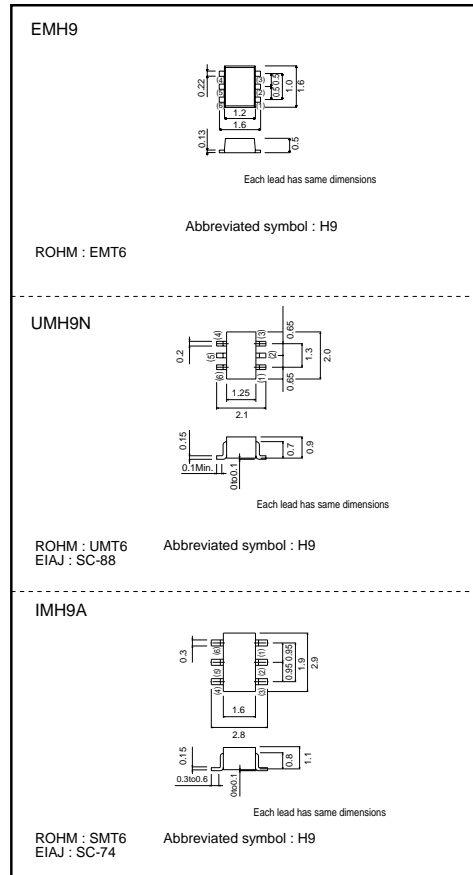 EMH9
0.22
(4)
(3)
(5)
(2)
(6)
(1)
0.5 0.5
1.0
1.6
1.2
1.6
0.13
0.5
Each lead has same dimensions
Abbreviated symbol : H9
ROHM : EMT6
UMH9N
0.2
(4)
(3)
(5)
(2)
(6)
(1)
0.65
1.3
0.65
2.0
1.25
2.1
0.15
0.1Min.
0to0.1
0.7
0.9
Each lead has same dimensions
ROHM : UMT6 Abbreviated symbol : H9
EIAJ : SC-88
IMH9A
0.3
(6)
(1)
(5)
(2)
(4)
(3)
0.95 0.95
1.9
2.9
1.6
2.8
0.15
0.3to0.6
0to0.1
0.8
1.1
Each lead has same dimensions
ROHM : SMT6 Abbreviated symbol : H9
EIAJ : SC-74